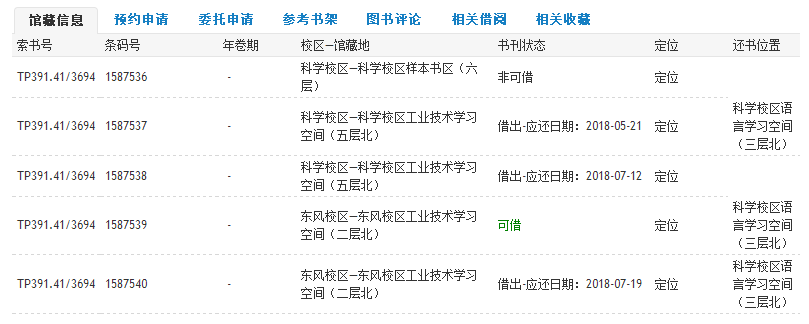 馆藏信息 预约申请 委托申请 参考书架 图书评论 相关借阅 相关收藏
索书号 条码号 年卷期 校区—馆藏地 书刊状态 定位 还书位置
TP391.41/3694 1587536 - 科学校区—科学校区样本书区（六
层） 非可借 定位
TP391.41/3694 1587537 - 科学校区—科学校区工业技术学习
空间（五层北） 借出-应还日期：2018-05-21 定位 科学校区语
言学习空间
（三层北）
TP391.41/3694 1587538 - 科学校区—科学校区工业技术学习
空间（五层北） 借出-应还日期：2018-07-12 定位
TP391.41/3694 1587539 - 东风校区—东风校区工业技术学习
空间（二层北） 可借 定位 科学校区语
言学习空间
（三层北）
TP391.41/3694 1587540 - 东风校区—东风校区工业技术学习
空间（二层北） 借出-应还日期：2018-07-19 定位 科学校区语
言学习空间
（三层北）